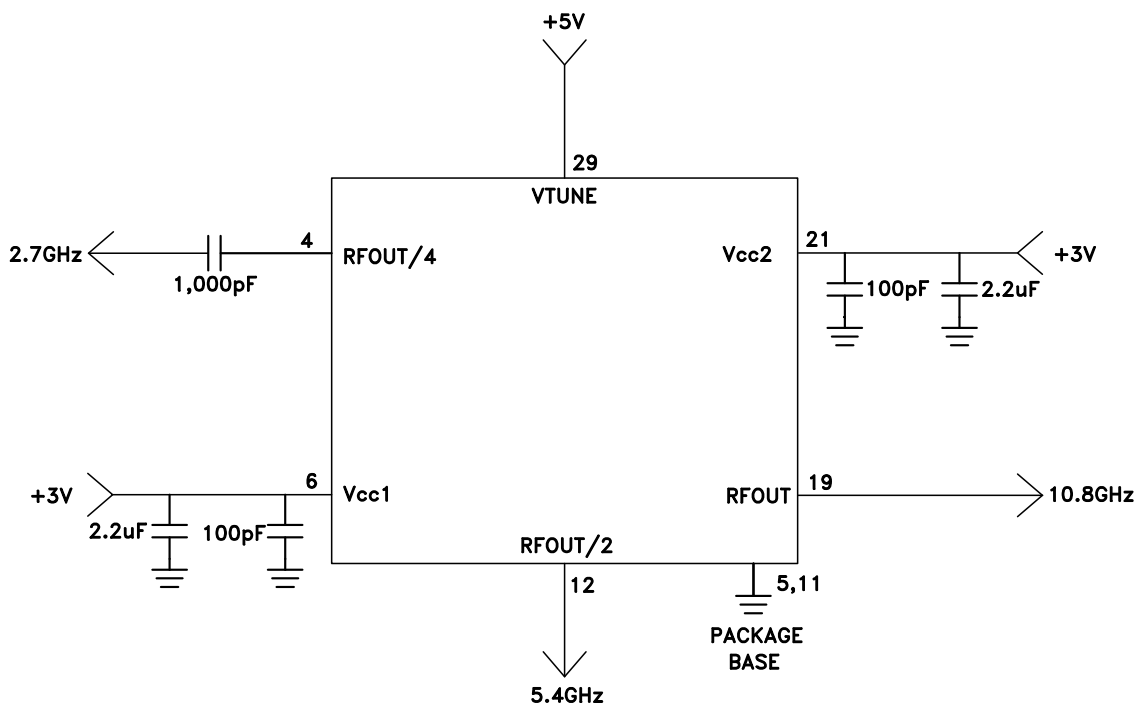 +5V
29
VTUNE
2.7GHz
4
RFOUT/4
1,000pF
Vcc2
21
+3V
100pF
2.2uF
+3V
6
Vcc1
2.2uF
100pF
RFOUT
19
10.8GHz
RFOUT/2
12
5,11
PACKAGE
BASE
5.4GHz